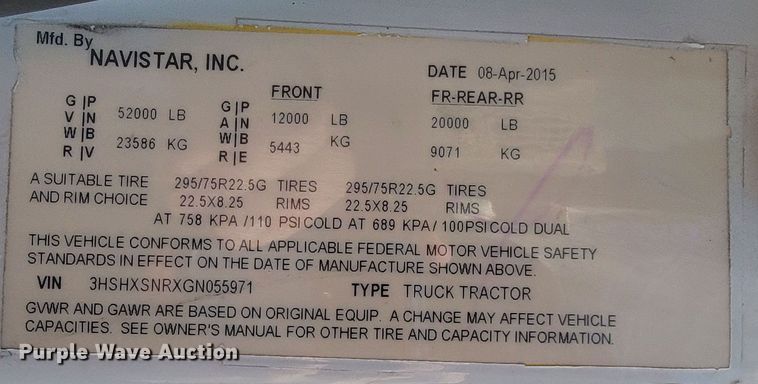 Mfd. By
NAVISTAR, INC.
DATE 08-Apr-2015
FRONT
FR-REAR-RR
G|P G|P
V|N 52000 LB A|N 12000 LB 20000 LB
W|B W|B
R|V 23586 KG R|E 5443 KG 9071 KG
A SUITABLE TIRE 295/75R22.5G TIRES 295/75R22.5G TIRES
AND RIM CHOICE 22.5X8.25 RIMS 22.5X8.25 RIMS
AT 758 KPA /110 PSICOLD AT 689 KPA/ 100PSICOLD DUAL
THIS VEHICLE CONFORMS TO ALL APPLICABLE FEDERAL MOTOR VEHICLE SAFETY
STANDARDS IN EFFECT ON THE DATE OF MANUFACTURE SHOWN ABOVE.
VIN 3HSHXSNRXGN055971 TYPE TRUCK TRACTOR
GVWR AND GAWR ARE BASED ON ORIGINAL EQUIP. A CHANGE MAY AFFECT VEHICLE
CAPACITIES. SEE OWNER'S MANUAL FOR OTHER TIRE AND CAPACITY INFORMATION.
Purple Wave Auction